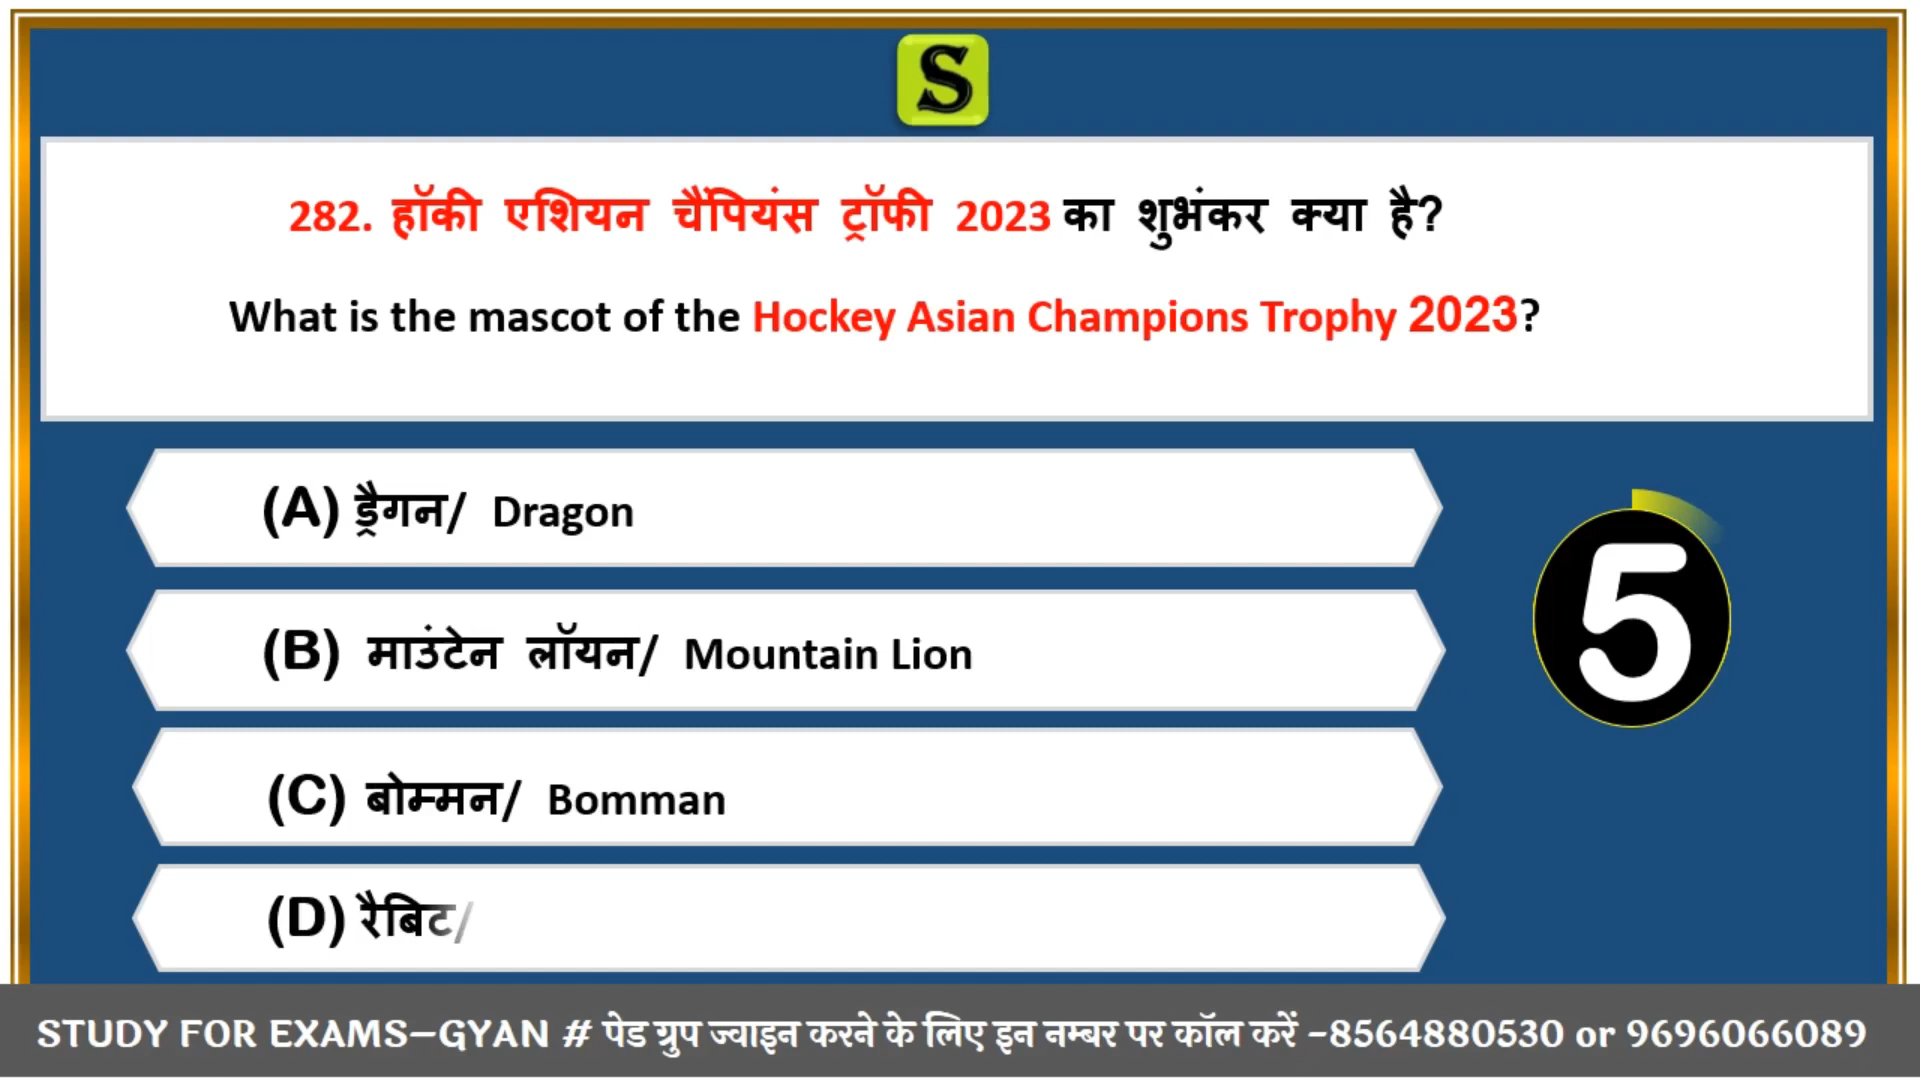 S
282. हॉकी एशियन चैंपियंस ट्रॉफी 2023 का शुभंकर क्या है?
What is the mascot of the Hockey Asian Champions Trophy 2023?
(A) ड्रैगन/ Dragon
(B) माउंटेन लॉयन/ Mountain Lion
5
(C) बोम्मन/ Bomman
(D) रैबिट/
STUDY FOR EXAMS–GYAN # पेड ग्रुप ज्वाइन करने के लिए इन नम्बर पर कॉल करें –8564880530 or 9696066089